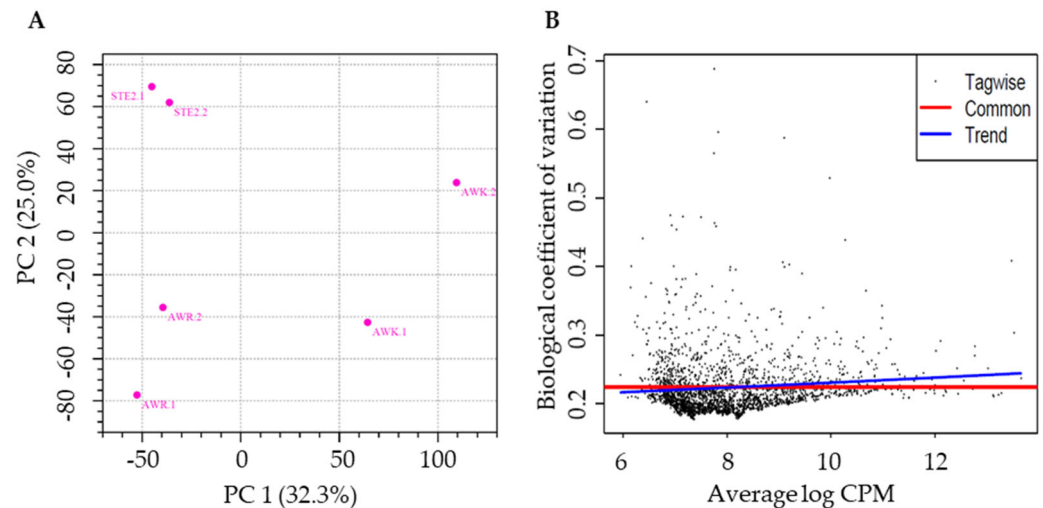 A
80
60
40
20
0
-20
-40
-60
-80
PC 2 (25.0%)
STE2.1
STE2.2
AWK.2
AWR.2
AWK.1
AWR.1
-50
0
50
100
PC 1 (32.3%)
B
0.7
0.6
0.5
0.4
0.3
0.2
Biological coefficient of variation
Tagwise
Common
Trend
6
8
10
12
Average log CPM